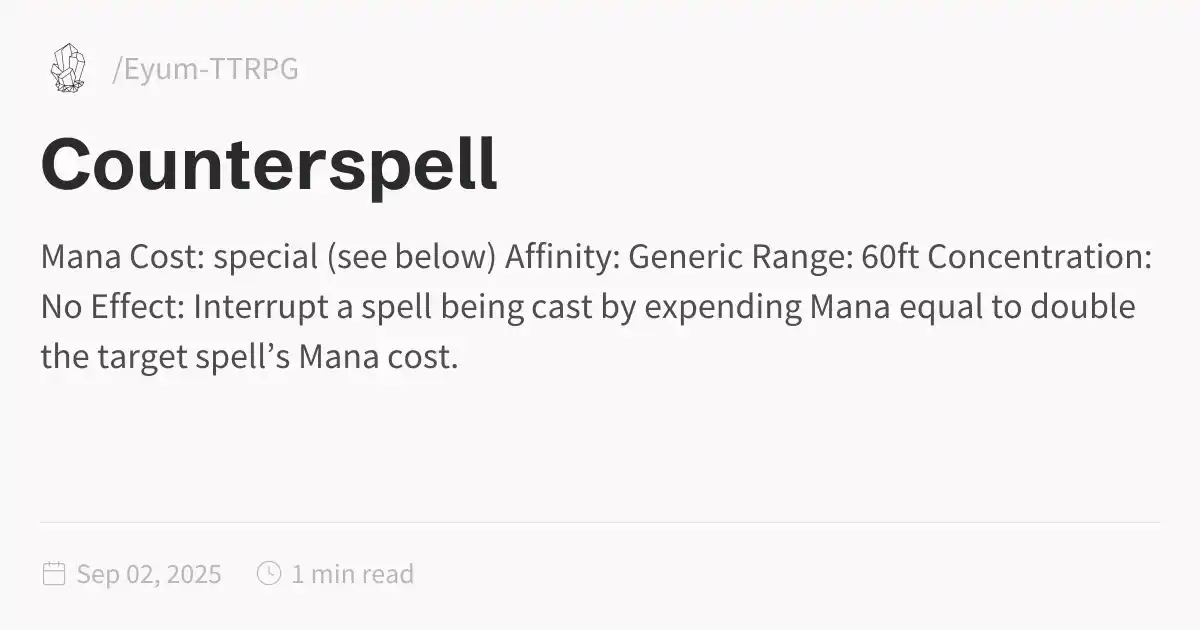 /Eyum-TTRPG
Counterspell
Mana Cost: special (see below) Affinity: Generic Range: 60ft Concentration:
No Effect: Interrupt a spell being cast by expending Mana equal to double
the target spell’s Mana cost.
Sep 02, 2025 1 min read